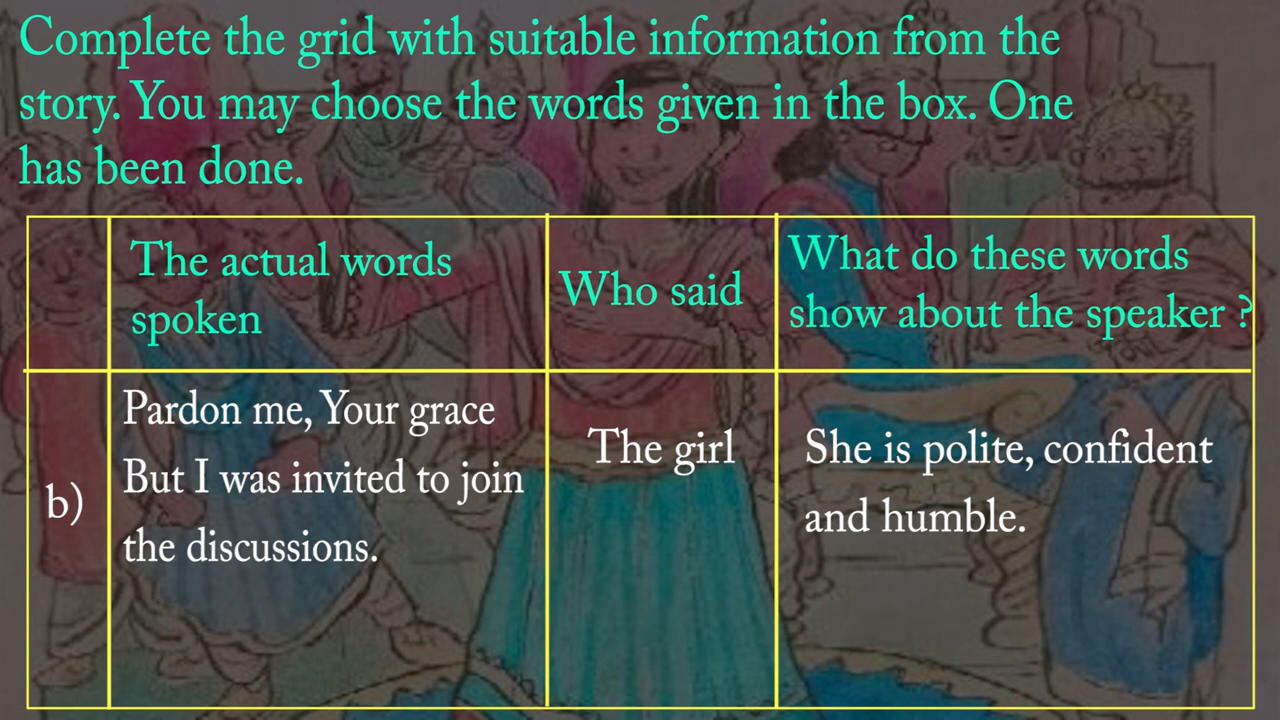 Complete the grid with suitable information from the
story. You may choose the words given in the box. One
has been done.
The actual words
spoken
Who said
What do these words
show about the speaker ?
b)
Pardon me, Your grace
But I was invited to join
the discussions.
The girl
She is polite, confident
and humble.